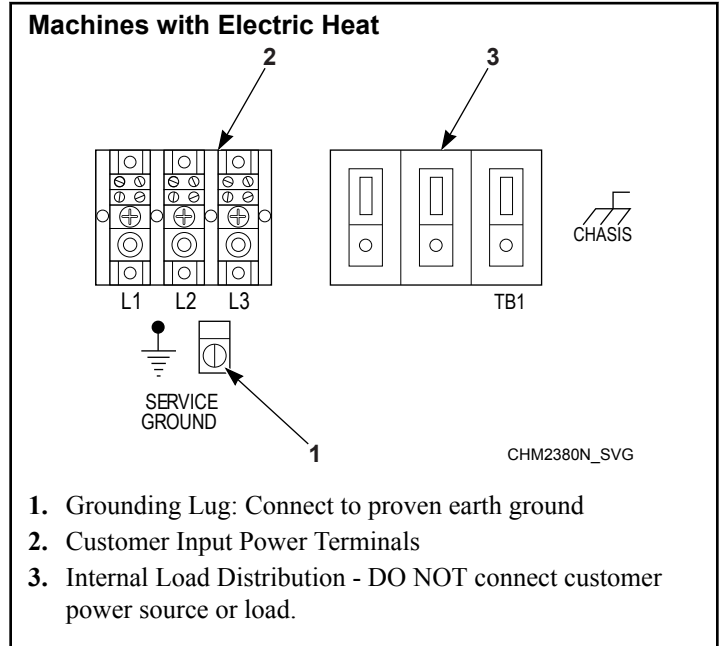 Machines with Electric Heat
2
3
L1
L2
L3
TB1
CHASIS
SERVICE
GROUND
1
CHM2380N_SVG
1. Grounding Lug: Connect to proven earth ground
2. Customer Input Power Terminals
3. Internal Load Distribution - DO NOT connect customer
power source or load.